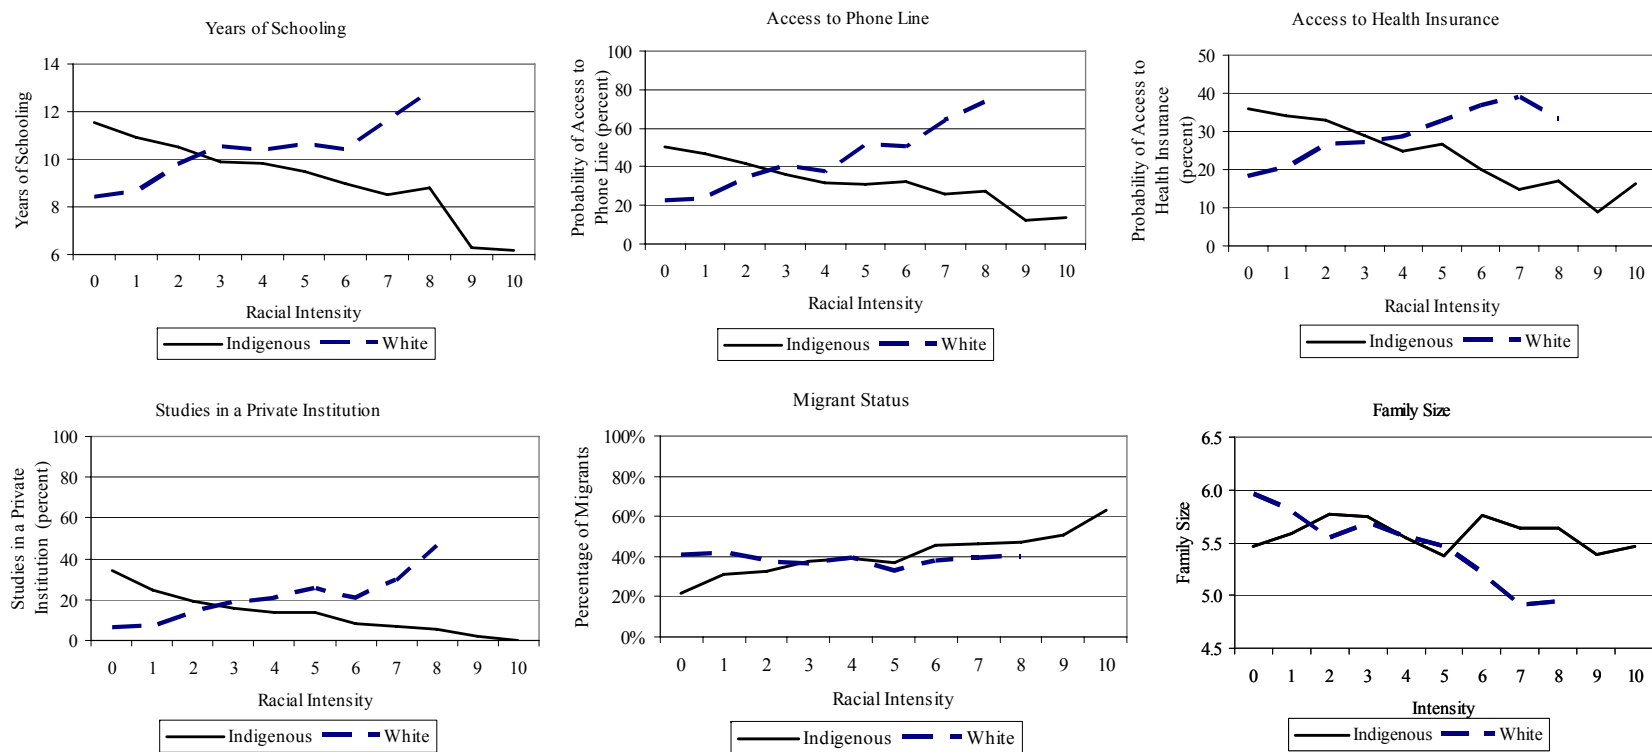 Years of Schooling
Years of Schooling
14
12
10
8
6
0 1 2 3 4 5 6 7 8 9 10
Racial Intensity
Indigenous White
Access to Phone Line
Probability of Access to
Phone Line (percent)
100
80
60
40
20
0
0 1 2 3 4 5 6 7 8 9 10
Racial Intensity
Indigenous White
Access to Health Insurance
Probability of Access to
Health Insurance
(percent)
50
40
30
20
10
0
0 1 2 3 4 5 6 7 8 9 10
Racial Intensity
Indigenous White
Studies in a Private Institution
Studies in a Private
Institution (percent)
100
80
60
40
20
0
0 1 2 3 4 5 6 7 8 9 10
Racial Intensity
Indigenous White
Migrant Status
Percentage of Migrants
100%
80%
60%
40%
20%
0%
0 1 2 3 4 5 6 7 8 9 10
Racial Intensity
Indigenous White
Family Size
Family Size
6.5
6.0
5.5
5.0
4.5
0 1 2 3 4 5 6 7 8 9 10
Intensity
Indigenous White